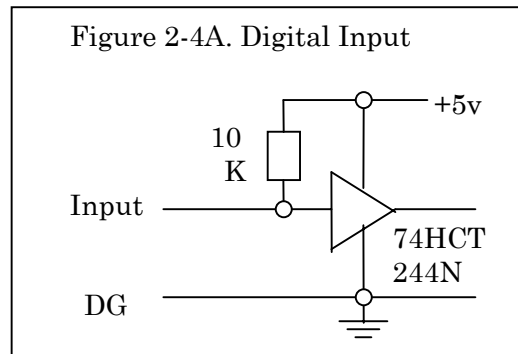 Figure 2-4A. Digital Input
+5v
10
K
Input
74HCT
244N
DG